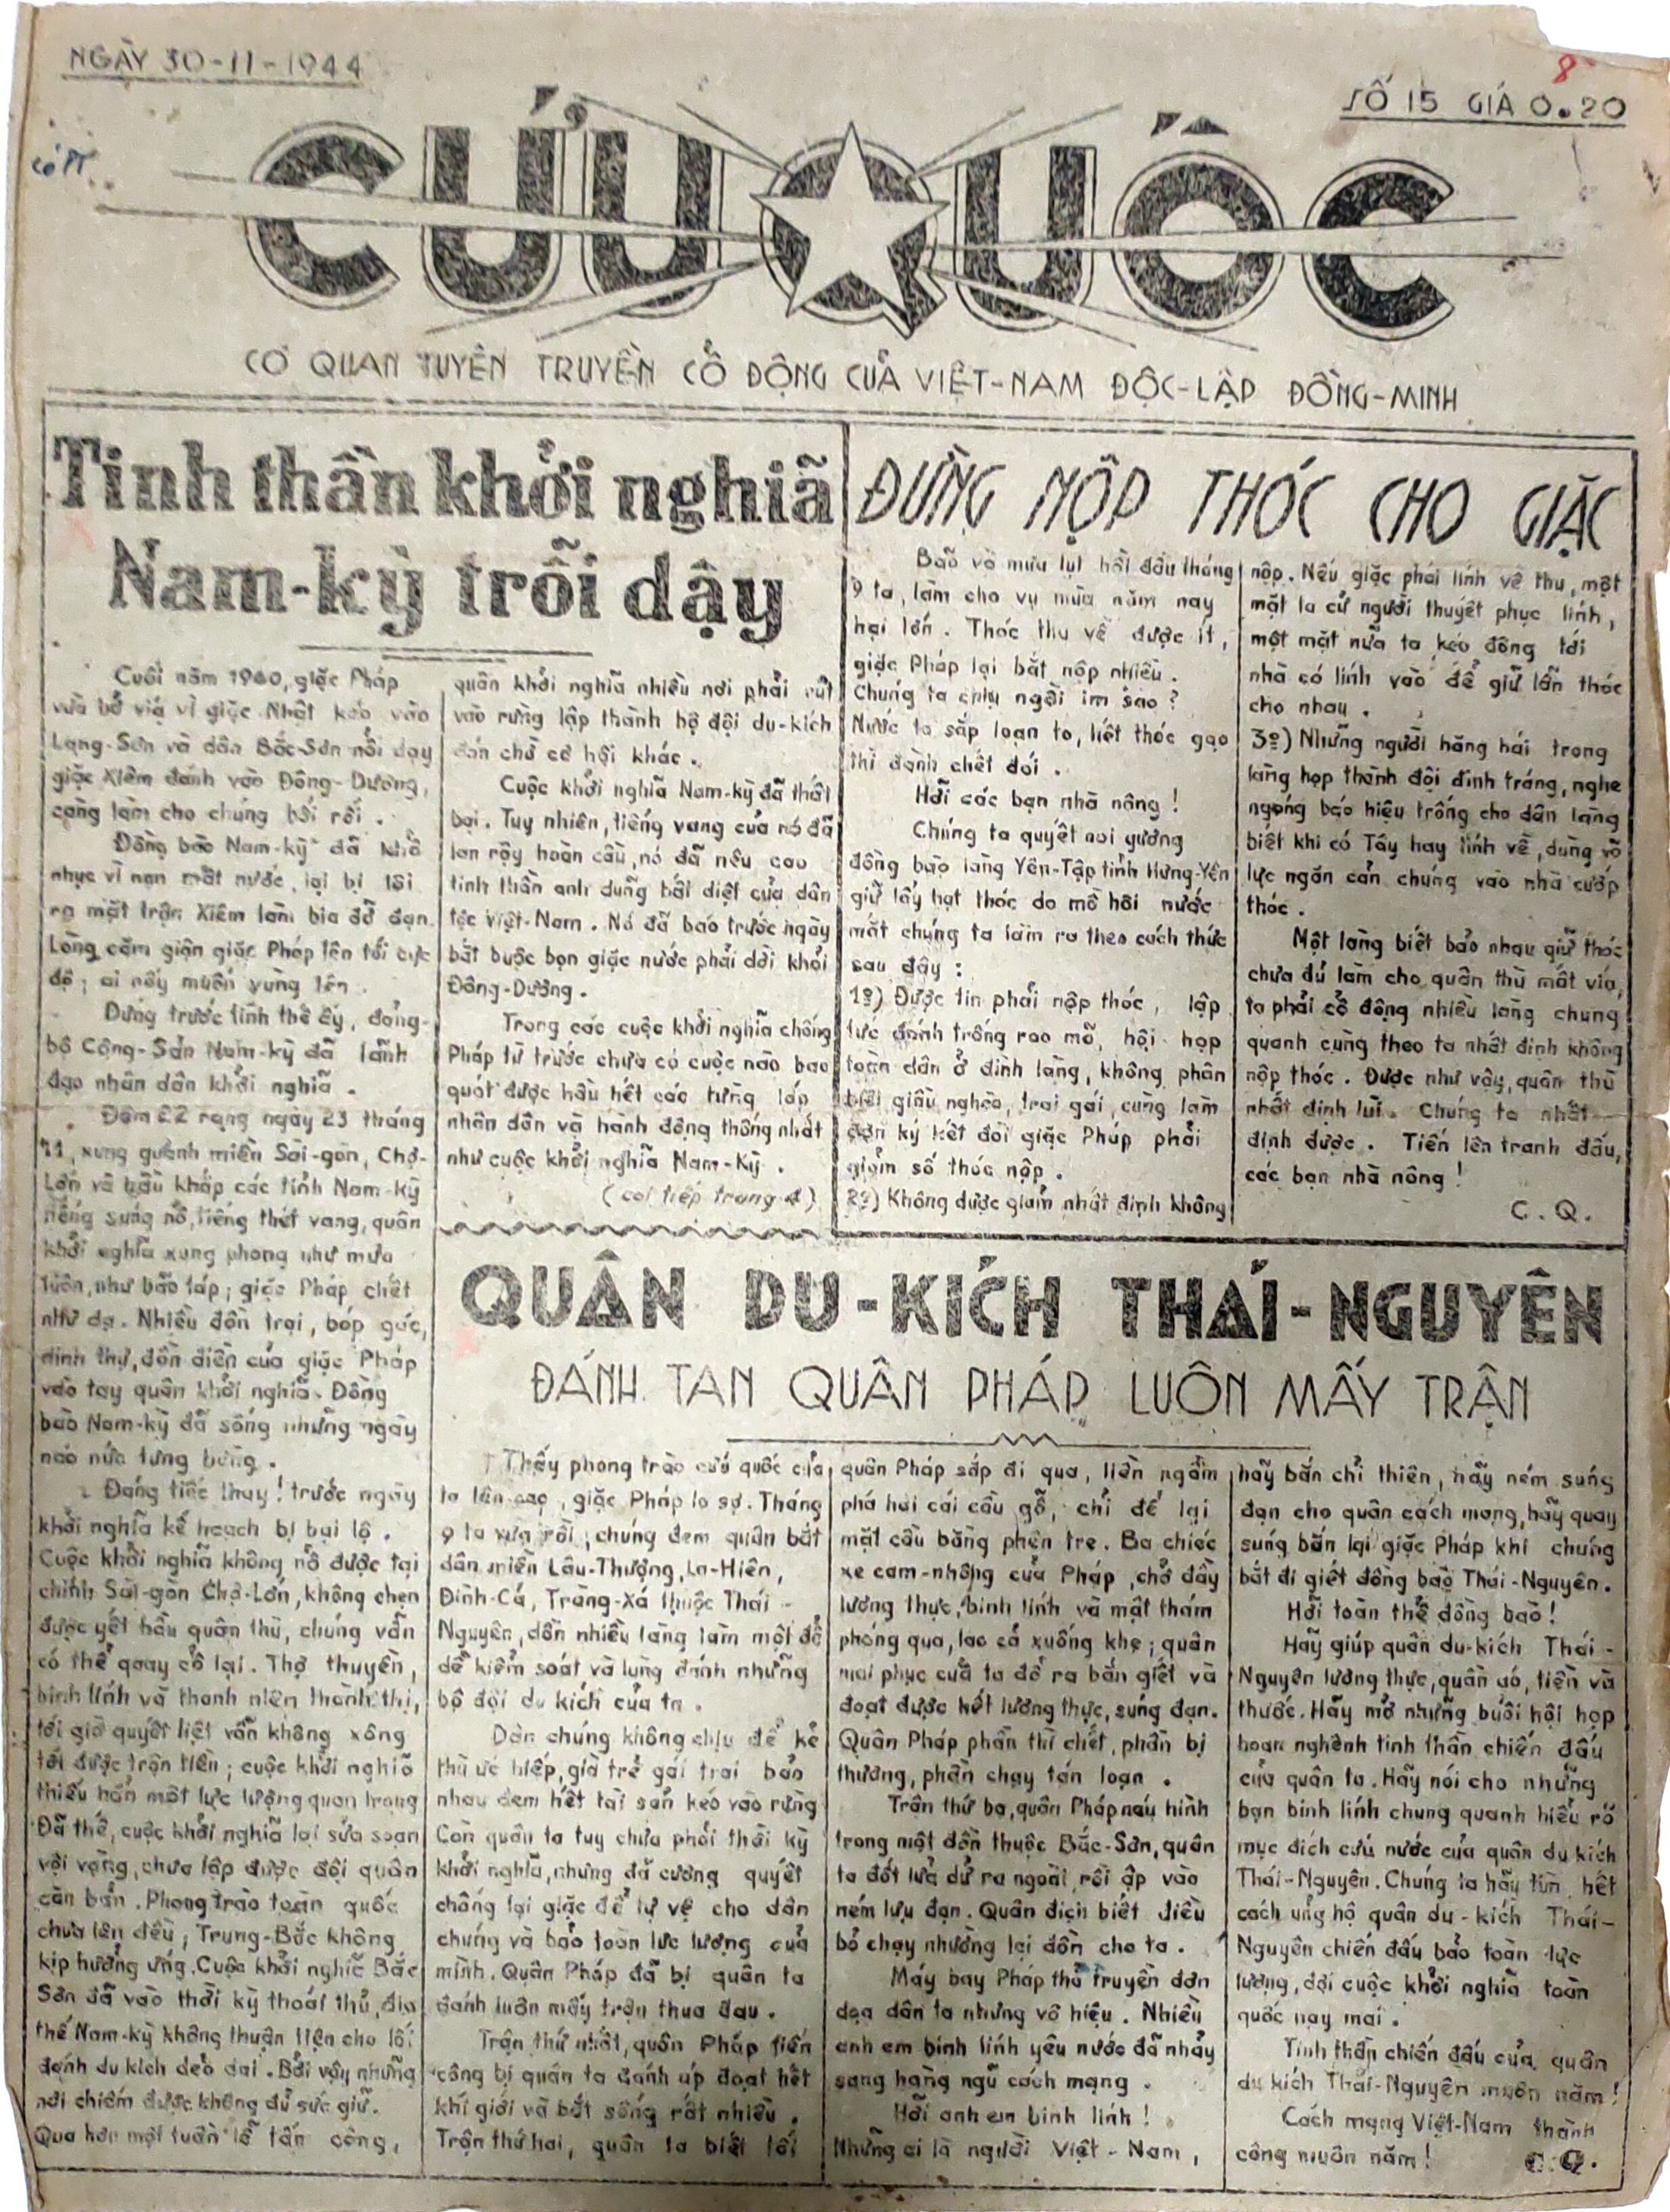 NGÀY 30-11-1944
SỐ 15 GIÁ 0.20
8
CỨU QUỐC
CƠ QUAN TUYÊN TRUYỀN CỔ ĐỘNG CỦA VIỆT-NAM ĐỘC-LẬP ĐỒNG-MINH
Tinh thần khởi nghiã
Nam-kỳ trỗi dậy
Cuối năm 1940, giặc Pháp
vừa bở viá vì giặc Nhật kéo vào
Lạng-Sơn và dân Bắc-Sơn nổi dạy
giặc Xiêm đánh vào Đông-Dương,
càng làm cho chúng bối rối.
Đồng bào Nam-kỳ đã khổ
nhục vì nạn mất nước, lại bị lôi
ra mặt trận Xiêm làm bia đỡ đạn
Lòng căm giận giặc Pháp lên tới cực
độ; ai nấy muốn vùng lên.
Đứng trước tình thế ấy, đảng-
bộ Cộng-Sản Nam-kỳ đã lãnh
đạo nhân dân khởi nghiã.
Đêm 22 rạng ngày 23 tháng
11, xung quanh miền Sài-gòn, Chợ-
Lớn và hầu khắp các tỉnh Nam-kỳ
tiếng súng nổ, tiếng thét vang, quân
khởi nghiã xung phong như mưa
tuôn, như bão táp; giặc Pháp chết
như dạ. Nhiều đồn trại, bóp gác,
dinh thự, đồn điền của giặc Pháp
vào tay quân khởi nghiã. Đồng
bào Nam-kỳ đã sống những ngày
náo nức tưng bừng.
Đáng tiếc thay! trước ngày
khởi nghiã kế hoạch bị bại lộ.
Cuộc khởi nghiã không nổ được tại
chính Sài-gòn Chợ-Lớn, không chẹn
được yết hầu quân thù, chúng vẫn
có thể quay cổ lại. Thợ thuyền,
binh lính và thanh niên thành thị,
tới giờ quyết liệt vẫn không xông
tới được trận tiền; cuộc khởi nghiã
thiếu hẳn một lực lượng quan trọng
Đã thế, cuộc khởi nghiã lại sửa soạn
vội vàng, chưa lập được đội quân
căn bản. Phong trào toàn quốc
chưa lên đều, Trung-Bắc không
kịp hưởng ứng. Cuộc khởi nghiã Bắc
Sơn đã vào thời kỳ thoái thủ, địa
thế Nam-kỳ không thuận tiện cho lối
đánh du kích dẻo dai. Bởi vậy những
nơi chiếm được không đủ sức giữ.
Qua hơn một tuần lễ tấn công,
quân khởi nghiã nhiều nơi phải rút
vào rừng lập thành bộ đội du-kích
đón chờ cơ hội khác.
Cuộc khởi nghiã Nam-kỳ đã thất
bại. Tuy nhiên, tiếng vang của nó đã
lan rộy hoàn cầu, nó đã nêu cao
tinh thần anh dũng bất diệt của dân
tộc Việt-Nam. Nó đã báo trước ngày
bắt buộc bọn giặc nước phải dời khỏi
Đông-Dương.
Trong các cuộc khởi nghiã chống
Pháp từ trước chưa có cuộc nào bao
quát được hầu hết các từng lớp
nhân dân và hành động thống nhất
như cuộc khởi nghiã Nam-Kỳ.
(coi tiếp trang 4)
ĐỪNG NỘP THÓC CHO GIẶC
Bão và mưa lụt hồi đầu tháng
9 ta, làm cho vụ mùa năm nay
hại lớn. Thóc thu về được ít,
giặc Pháp lại bắt nộp nhiều.
Chúng ta chịu ngồi im sao?
Nước ta sắp loạn to, hết thóc gạo
thì đành chết đói.
Hỡi các bạn nhà nông!
Chúng ta quyết noi gương
đồng bào làng Yên-Tập tỉnh Hưng-Yên
giữ lấy hạt thóc do mồ hôi nước
mắt chúng ta làm ra theo cách thức
sau đây:
1º) Được tin phải nộp thóc, lập
tức đánh trống rao mõ, hội họp
toàn dân ở đình làng, không phân
biệt giầu nghèo, trai gái, cùng làm
đơn ký kết đòi giặc Pháp phải
giảm số thóc nộp.
2º) Không được giảm nhất định không
nộp. Nếu giặc phái lính về thu, một
mặt ta cử người thuyết phục lính,
một mặt nữa ta kéo đông tới
nhà có lính vào để giữ lấn thóc
cho nhau.
3º) Những người hăng hái trong
làng họp thành đội đinh tráng, nghe
ngóng báo hiệu trống cho dân làng
biết khi có Tây hay lính về, dùng võ
lực ngăn cản chúng vào nhà cướp
thóc.
Một làng biết bảo nhau giữ thóc
chưa đủ làm cho quân thù mất vía,
ta phải cổ động nhiều làng chung
quanh cùng theo ta nhất định không
nộp thóc. Được như vậy, quân thù
nhất định lùi. Chúng ta nhất
định được. Tiến lên tranh đấu,
các bạn nhà nông!
C.Q.
QUÂN DU-KÍCH THÁI-NGUYÊN
ĐÁNH TAN QUÂN PHÁP LUÔN MẤY TRẬN
Thấy phong trào cứu quốc của
ta lên cao, giặc Pháp lo sợ. Tháng
9 ta vừa rồi, chúng đem quân bắt
dân miền Lâu-Thượng, La-Hiên,
Đình-Cả, Tràng-Xá thuộc Thái-
Nguyên, dồn nhiều làng làm một để
dễ kiểm soát và lùng đánh những
bộ đội du kích của ta.
Dân chúng không chịu để kẻ
thù ức hiếp, già trẻ gái trai bảo
nhau đem hết tài sản kéo vào rừng
Còn quân ta tuy chưa phải thời kỳ
khởi nghiã, nhưng đã cương quyết
chống lại giặc để tự vệ cho dân
chúng và bảo toàn lực lượng của
mình. Quân Pháp đã bị quân ta
đánh luôn mấy trận thua đau.
Trận thứ nhất, quân Pháp tiến
công bị quân ta đánh úp đoạt hết
khí giới và bắt sống rất nhiều.
Trận thứ hai, quân ta biết tới
quân Pháp sắp đi qua, liền ngầm
phá hai cái cầu gỗ, chỉ để lại
mặt cầu bằng phên tre. Ba chiếc
xe cam-nhông của Pháp, chở đầy
lương thực, binh lính và mật thám
phóng qua, lao cả xuống khe; quân
mai phục của ta đổ ra bắn giết và
đoạt được hết lương thực, súng đạn.
Quân Pháp phần thì chết, phần bị
thương, phần chạy tán loạn.
Trận thứ ba, quân Pháp náu hình
trong một đồn thuộc Bắc-Sơn, quân
ta đốt lửa dử ra ngoài, rồi ập vào
ném lựu đạn. Quân địch biết điều
bỏ chạy nhường lại đồn cho ta.
Máy bay Pháp thả truyền đơn
dọa dân ta nhưng vô hiệu. Nhiều
anh em binh lính yêu nước đã nhảy
sang hàng ngũ cách mạng.
Hỡi anh em binh lính!
Những ai là người Việt-Nam,
hãy bắn chỉ thiên, hãy ném súng
đạn cho quân cách mạng, hãy quay
súng bắn lại giặc Pháp khi chúng
bắt đi giết đồng bào Thái-Nguyên.
Hỡi toàn thể đồng bào!
Hãy giúp quân du-kích Thái-
Nguyên lương thực, quần áo, tiền và
thuốc. Hãy mở những buổi hội họp
hoan nghênh tinh thần chiến đấu
của quân ta. Hãy nói cho những
bạn binh lính chung quanh hiểu rõ
mục đích cứu nước của quân du kích
Thái-Nguyên. Chúng ta hãy tìm hết
cách ủng hộ quân du-kích Thái-
Nguyên chiến đấu bảo toàn lực
lượng, đợi cuộc khởi nghiã toàn
quốc nay mai.
Tinh thần chiến đấu của quân
du kích Thái-Nguyên muôn năm!
Cách mạng Việt-Nam thành
công muôn năm!
C.Q.